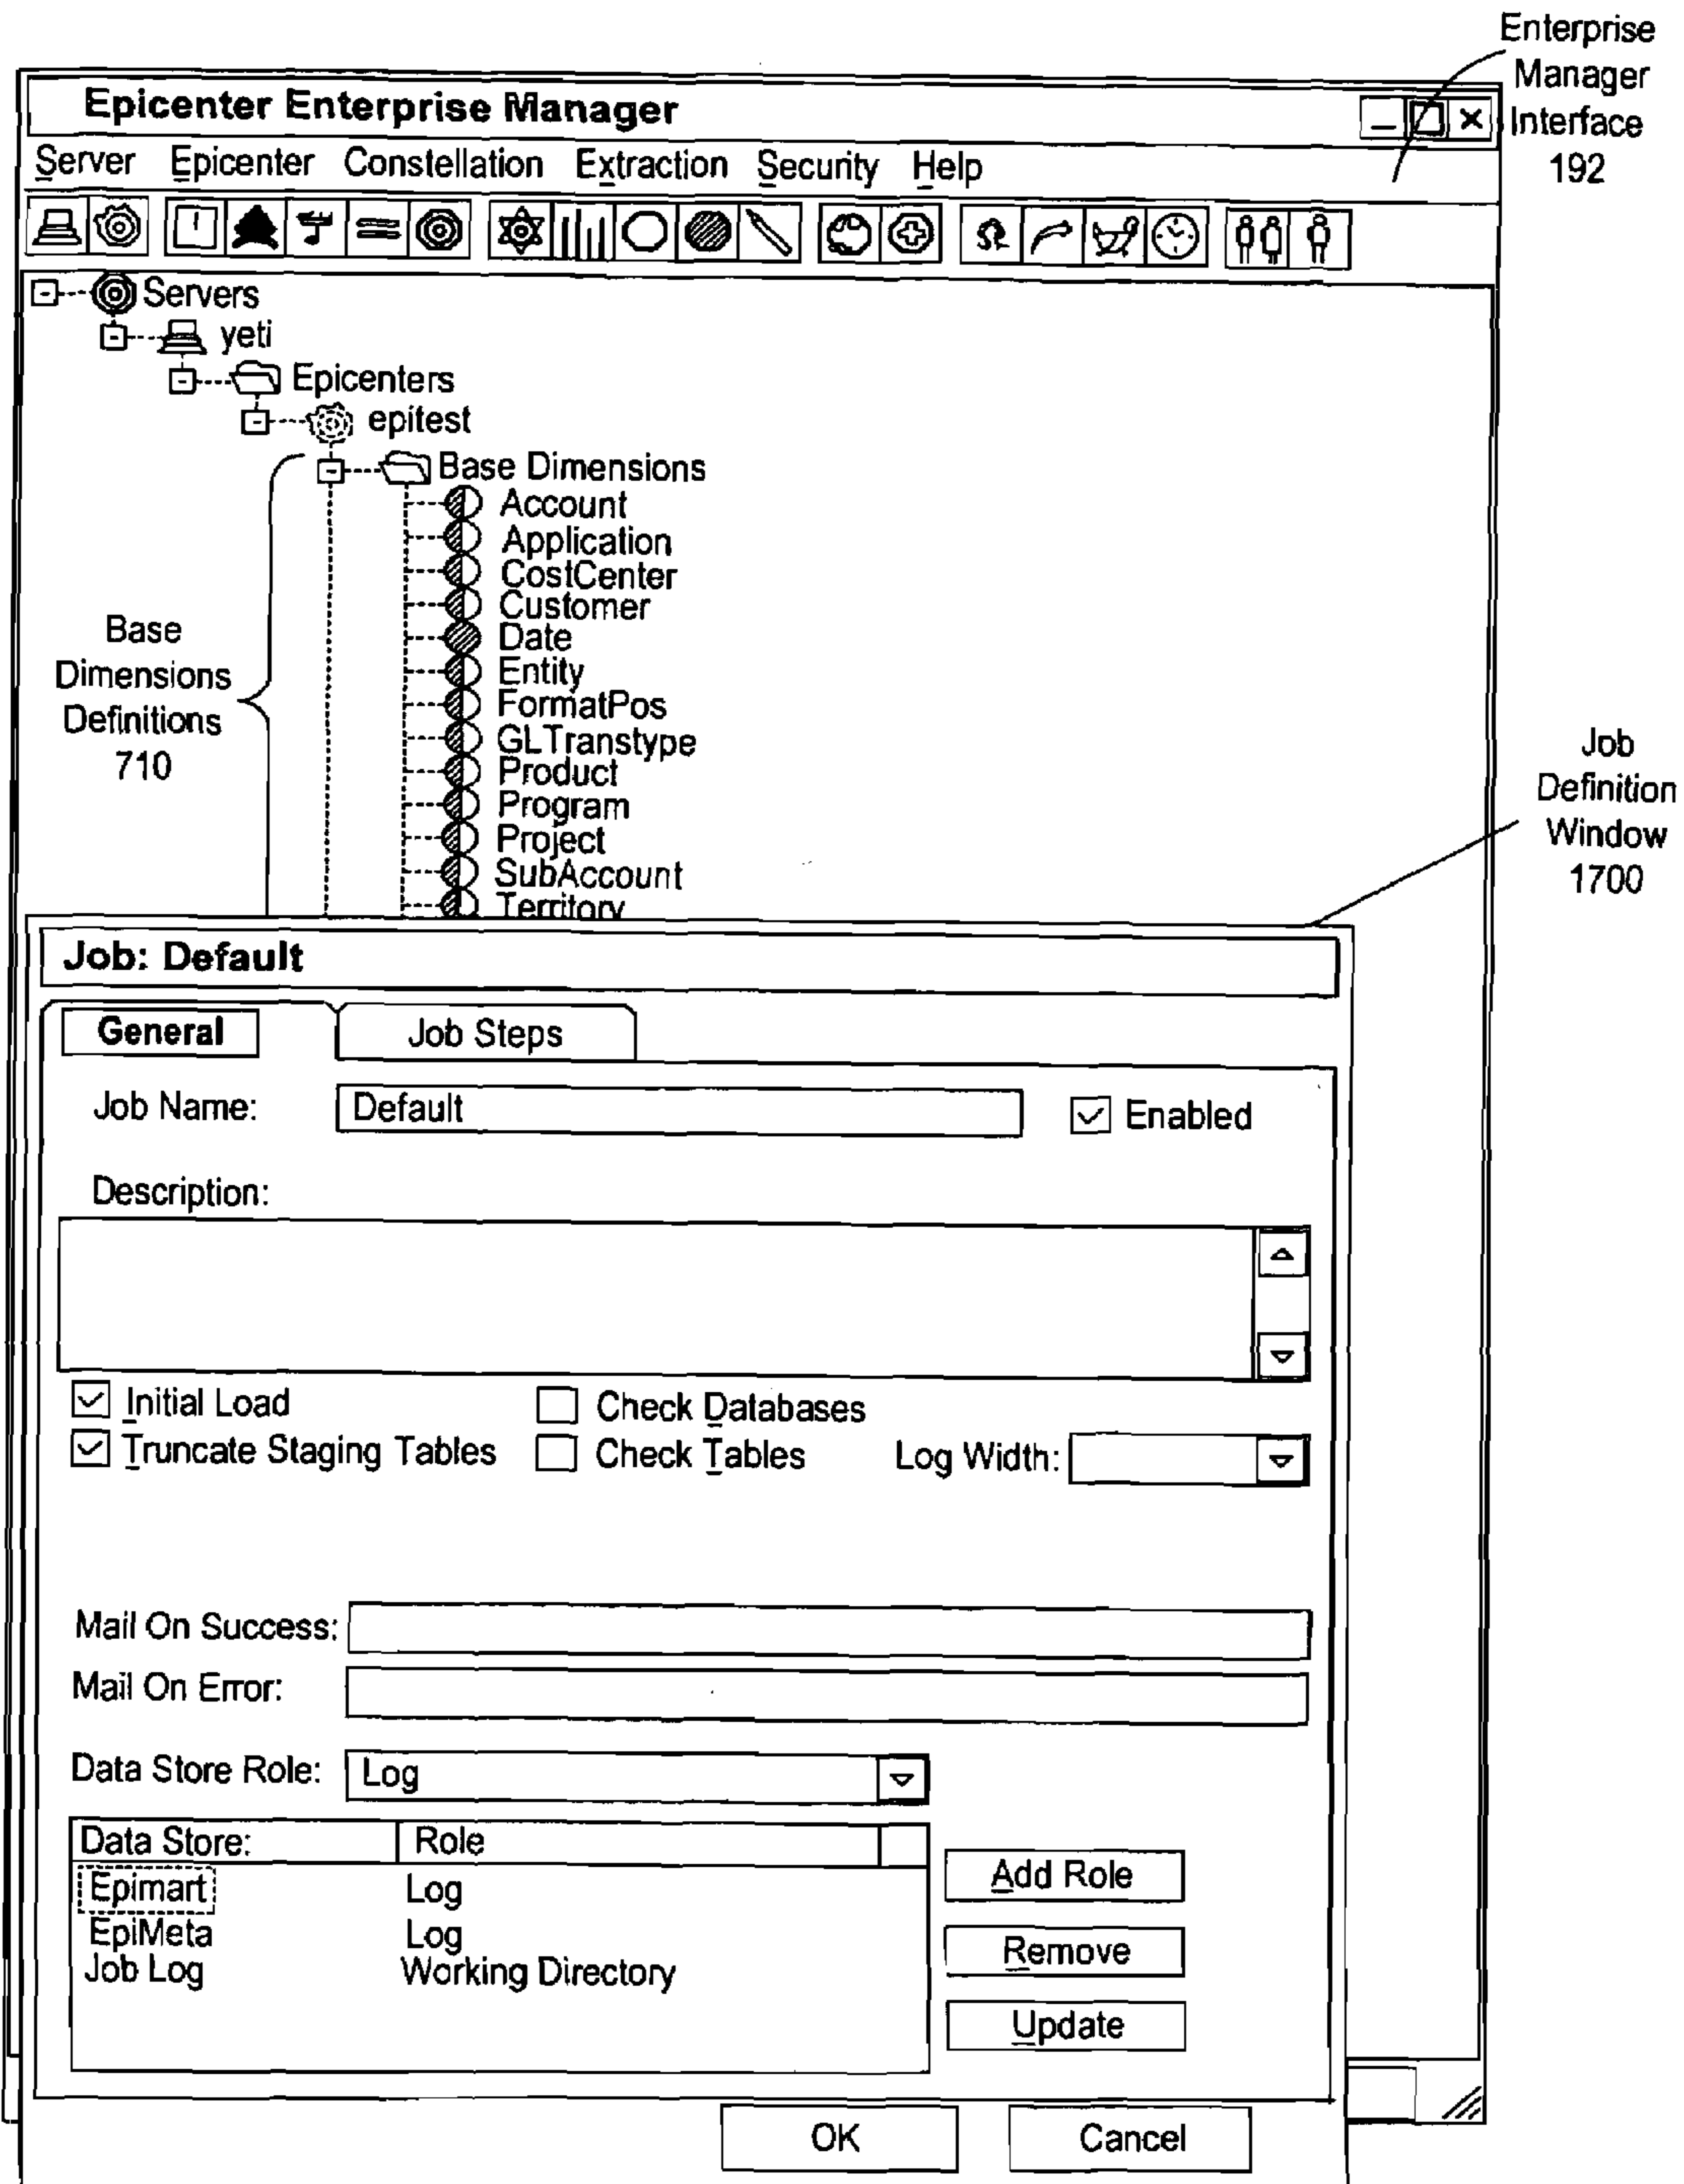 Enterprise
Manager
Interface
192
Epicenter Enterprise Manager
Server Epicenter Constellation Extraction Security Help
Servers
yeti
Epicenters
epitest
Base Dimensions
Account
Application
CostCenter
Customer
Date
Entity
FormatPos
GLTranstype
Product
Program
Project
SubAccount
Territory
Base
Dimensions
Definitions
710
Job
Definition
Window
1700
Job: Default
General Job Steps
Job Name: Default Enabled
Description:
Initial Load Check Databases
Truncate Staging Tables Check Tables Log Width:
Mail On Success:
Mail On Error:
Data Store Role: Log
Data Store: Role
Epimart Log
EpiMeta Log
Job Log Working Directory
Add Role
Remove
Update
OK Cancel